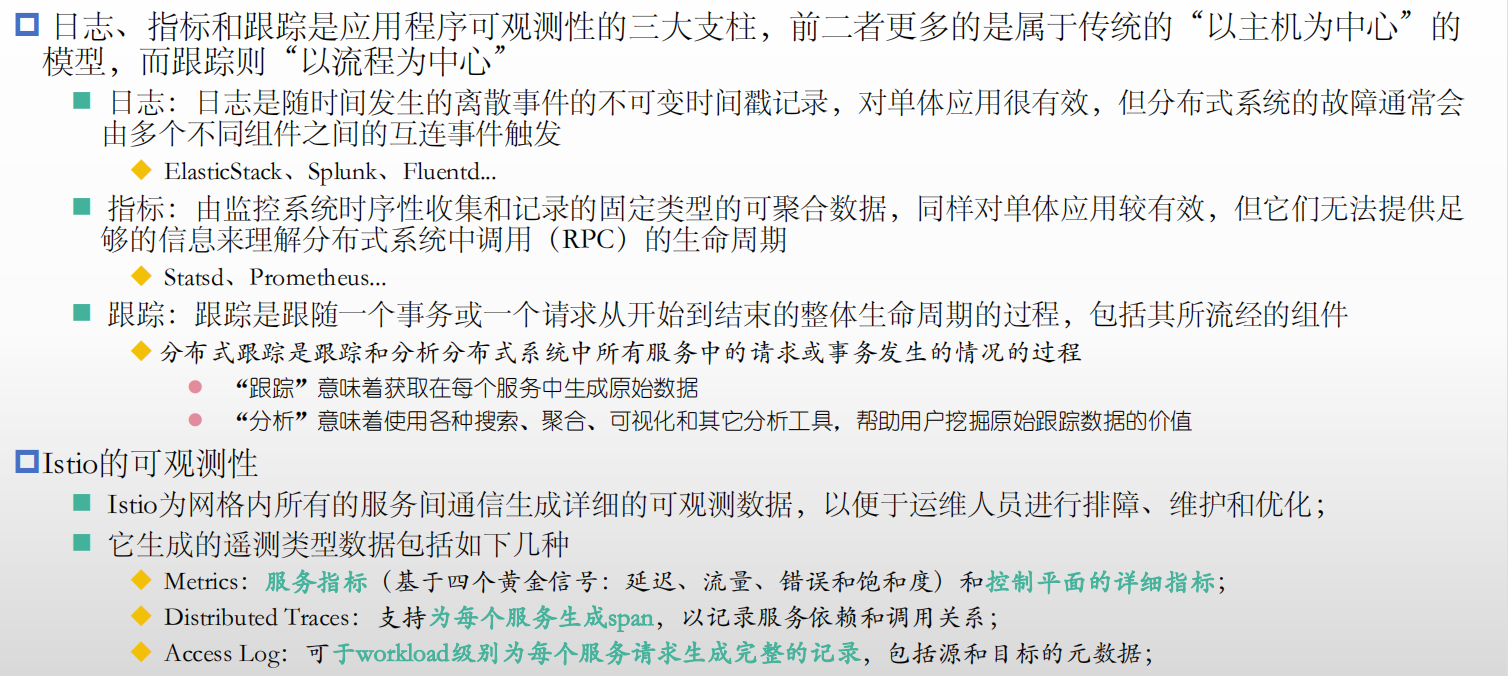 日志、指标和跟踪是应用程序可观测性的三大支柱，前二者更多的是属于传统的“以主机为中心”的
模型，而跟踪则“以流程为中心”
日志：日志是随时间发生的离散事件的不可变时间戳记录，对单体应用很有效，但分布式系统的故障通常会
由多个不同组件之间的互连事件触发
ElasticStack、Splunk、Fluentd...
指标：由监控系统时序性收集和记录的固定类型的可聚合数据，同样对单体应用较有效，但它们无法提供足
够的信息来理解分布式系统中调用（RPC）的生命周期
Statsd、Prometheus...
跟踪：跟踪是跟随一个事务或一个请求从开始到结束的整体生命周期的过程，包括其所流经的组件
分布式跟踪是跟踪和分析分布式系统中所有服务中的请求或事务发生的情况的过程
“跟踪”意味着获取在每个服务中生成原始数据
“分析”意味着使用各种搜索、聚合、可视化和其它分析工具，帮助用户挖掘原始跟踪数据的价值
Istio的可观测性
Istio为网格内所有的服务间通信生成详细的可观测数据，以便于运维人员进行排障、维护和优化；
它生成的遥测类型数据包括如下几种
Metrics：服务指标（基于四个黄金信号：延迟、流量、错误和饱和度）和控制平面的详细指标；
Distributed Traces：支持为每个服务生成span，以记录服务依赖和调用关系；
Access Log：可于workload级别为每个服务请求生成完整的记录，包括源和目标的元数据；